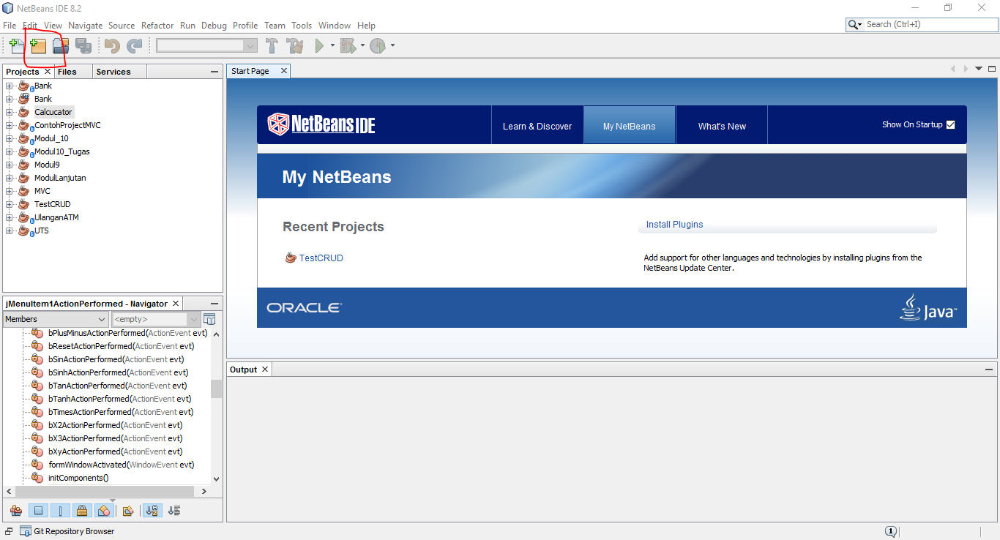 NetBeans IDE 8.2
File Edit View Navigate Source Refactor Run Debug Profile Team Tools Window Help
Search (Ctrl+I)
Projects Files Services
Bank
Bank
Calcucator
ContohProjectMVC
Modul_10
Modul10_Tugas
Modul9
ModulLanjutan
MVC
TestCRUD
UlanganATM
UTS
jMenuItem1ActionPerformed - Navigator
Members <empty>
bPlusMinusActionPerformed(ActionEvent evt)
bResetActionPerformed(ActionEvent evt)
bSinActionPerformed(ActionEvent evt)
bSinhActionPerformed(ActionEvent evt)
bTanActionPerformed(ActionEvent evt)
bTanhActionPerformed(ActionEvent evt)
bTimesActionPerformed(ActionEvent evt)
bX2ActionPerformed(ActionEvent evt)
bX3ActionPerformed(ActionEvent evt)
bXyActionPerformed(ActionEvent evt)
formWindowActivated(WindowEvent evt)
initComponents()
Start Page
NetBeans IDE
Learn & Discover
My NetBeans
What's New
Show On Startup
My NetBeans
Recent Projects
TestCRUD
Install Plugins
Add support for other languages and technologies by installing plugins from the
NetBeans Update Center.
ORACLE
Java
Output
Git Repository Browser
1